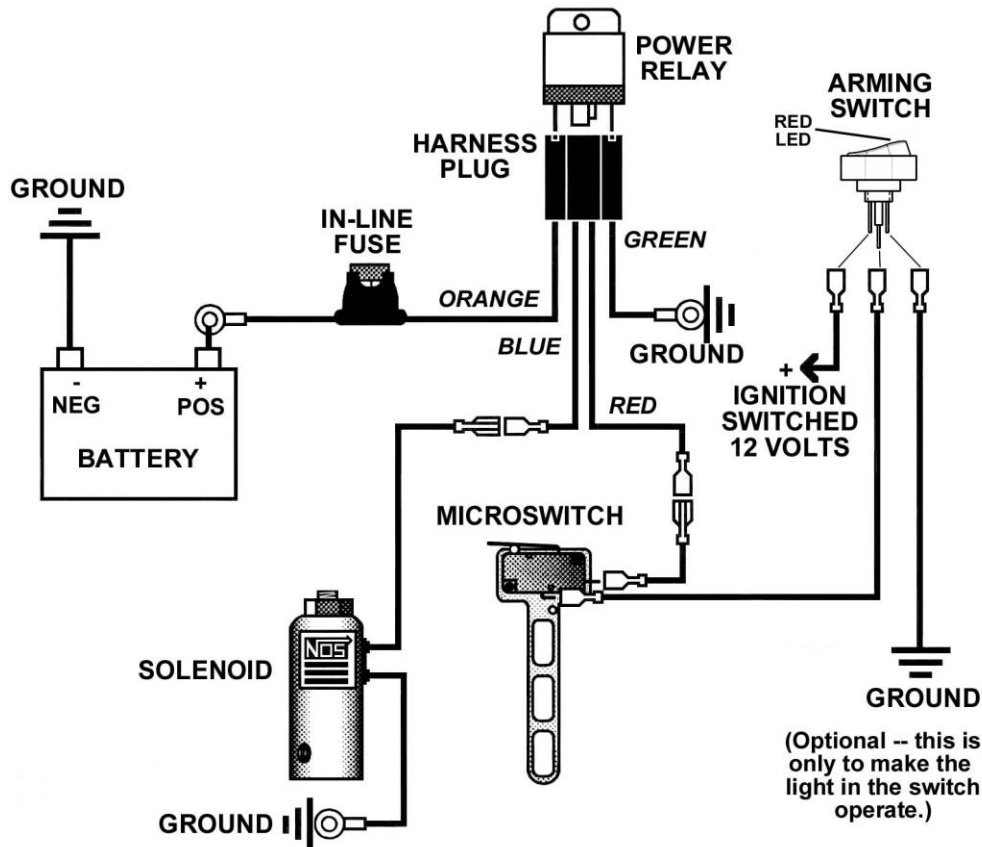 POWER
RELAY
ARMING
SWITCH
RED
LED
HARNESS
PLUG
GROUND
IN-LINE
FUSE
GREEN
ORANGE
BLUE
GROUND
+
IGNITION
SWITCHED
12 VOLTS
- +
NEG POS
BATTERY
RED
MICROSWITCH
NOS
SOLENOID
GROUND
GROUND
(Optional -- this is
only to make the
light in the switch
operate.)